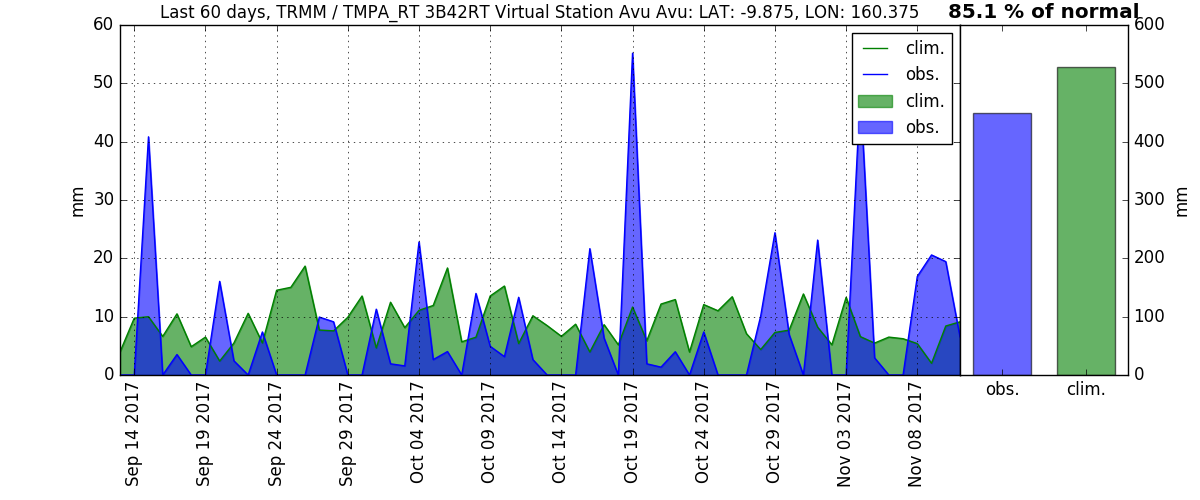 Last 60 days, TRMM / TMPA_RT 3B42RT Virtual Station Avu Avu: LAT: -9.875, LON: 160.375
85.1 % of normal
60
50
40
30
20
10
0
mm
clim.
obs.
clim.
obs.
600
500
400
300
200
100
0
mm
Sep 14 2017
Sep 19 2017
Sep 24 2017
Sep 29 2017
Oct 04 2017
Oct 09 2017
Oct 14 2017
Oct 19 2017
Oct 24 2017
Oct 29 2017
Nov 03 2017
Nov 08 2017
obs.
clim.